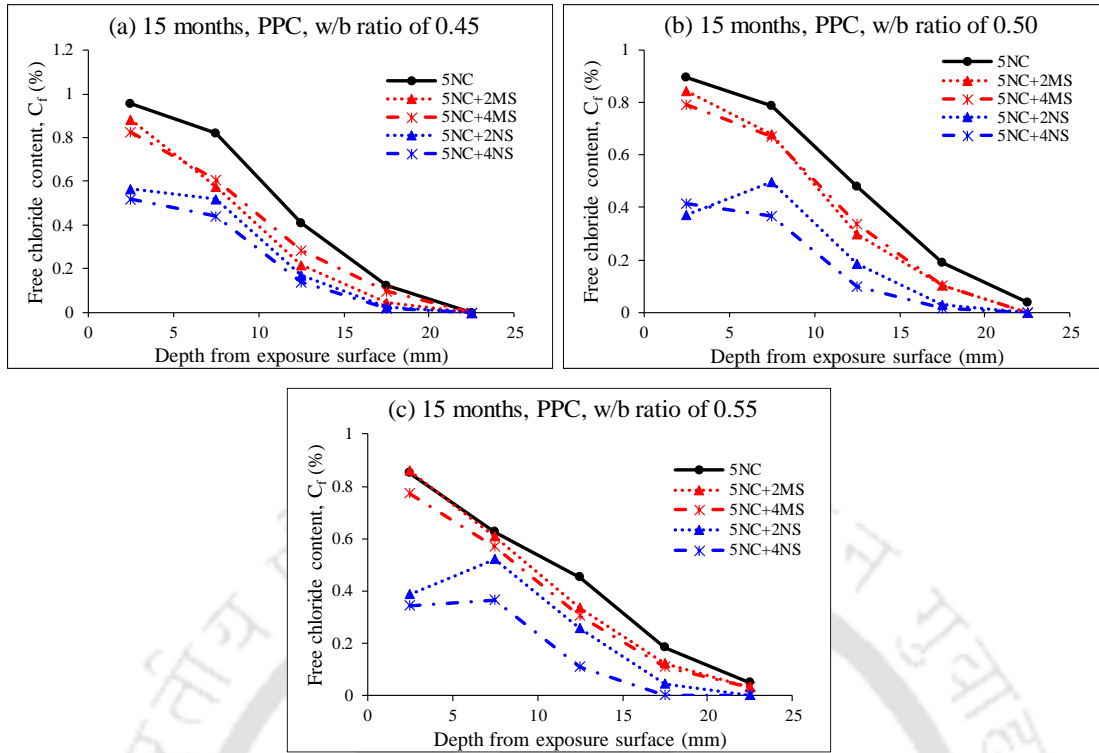 (a) 15 months, PPC, w/b ratio of 0.45
Free chloride content, C_f (%)
1.2
1
0.8
0.6
0.4
0.2
0
0
5
10
15
20
25
Depth from exposure surface (mm)
5NC
5NC+2MS
5NC+4MS
5NC+2NS
5NC+4NS
(b) 15 months, PPC, w/b ratio of 0.50
Free chloride content, C_f (%)
1
0.8
0.6
0.4
0.2
0
0
5
10
15
20
25
Depth from exposure surface (mm)
5NC
5NC+2MS
5NC+4MS
5NC+2NS
5NC+4NS
(c) 15 months, PPC, w/b ratio of 0.55
Free chloride content, C_f (%)
1
0.8
0.6
0.4
0.2
0
0
5
10
15
20
25
Depth from exposure surface (mm)
5NC
5NC+2MS
5NC+4MS
5NC+2NS
5NC+4NS